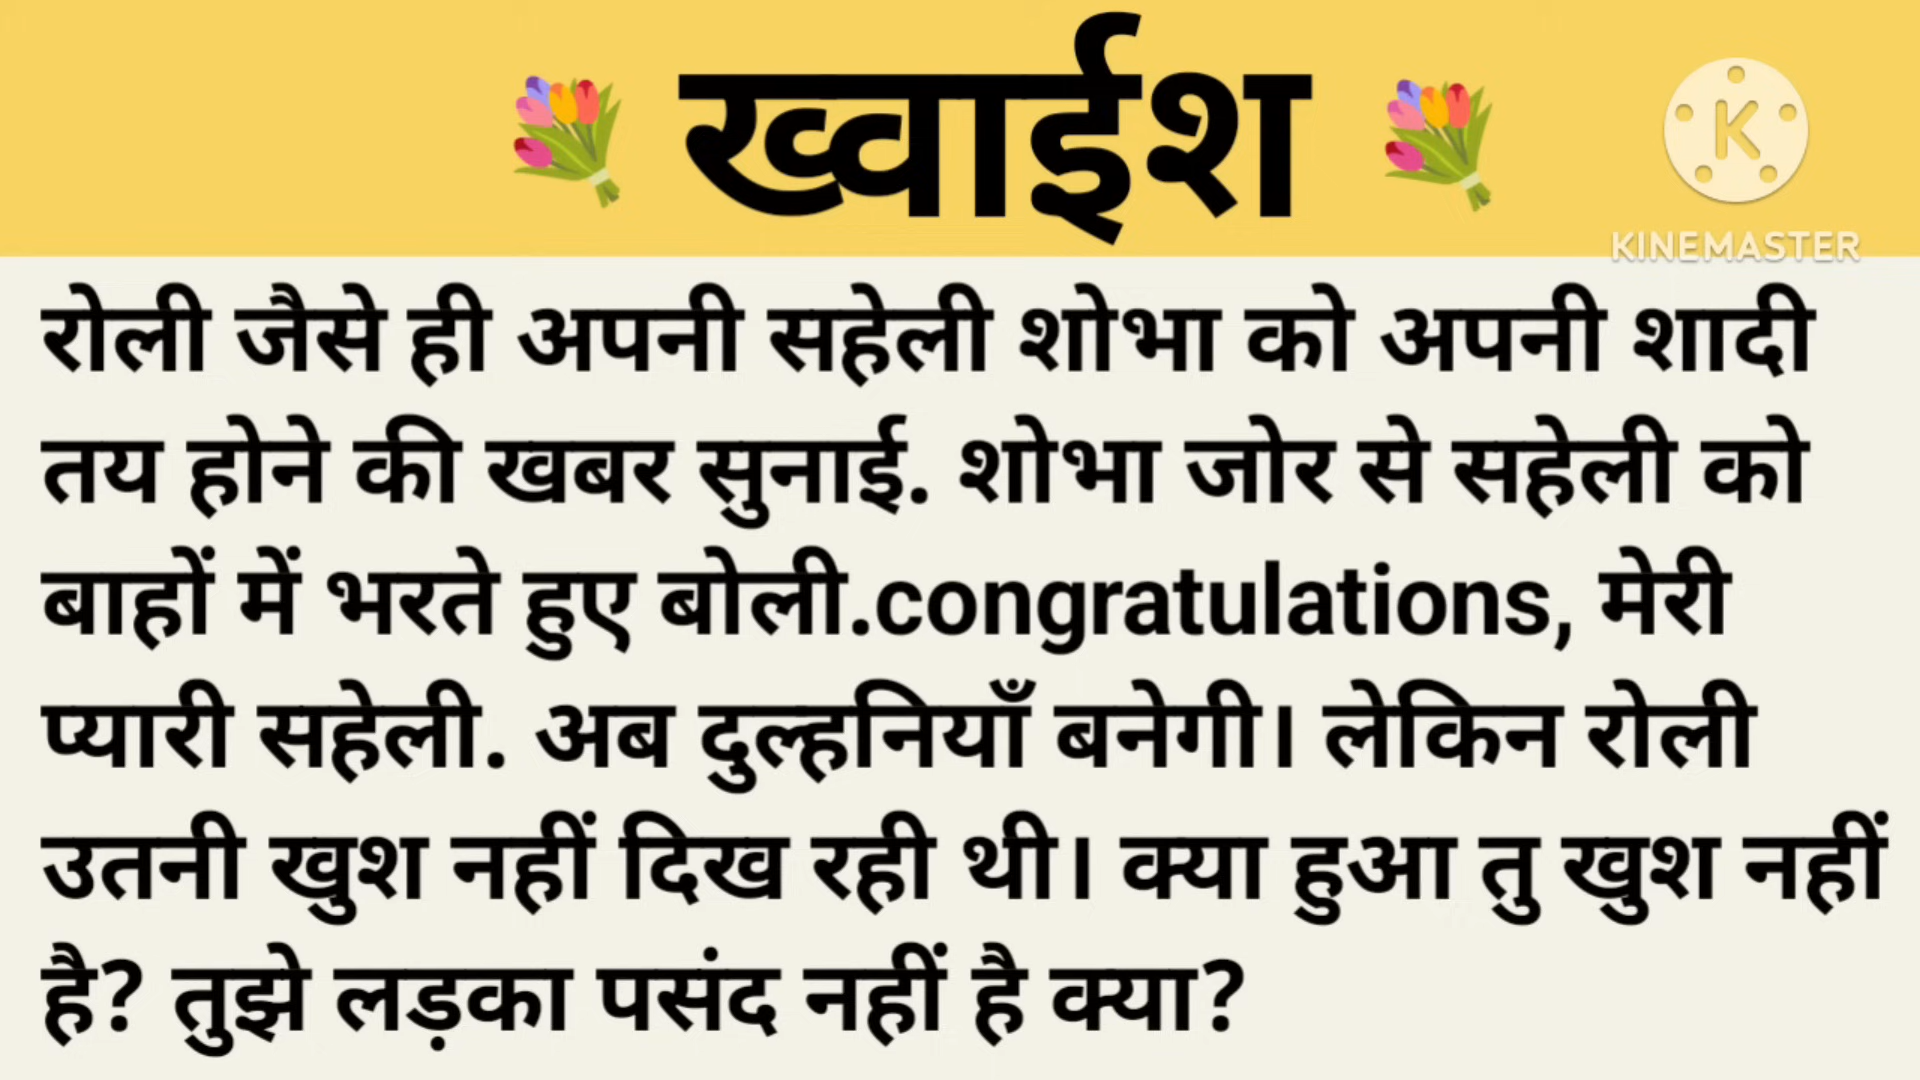 💐 ख्वाईश 💐
K
KINEMASTER
रोली जैसे ही अपनी सहेली शोभा को अपनी शादी
तय होने की खबर सुनाई. शोभा जोर से सहेली को
बाहों में भरते हुए बोली.congratulations, मेरी
प्यारी सहेली. अब दुल्हनियाँ बनेगी। लेकिन रोली
उतनी खुश नहीं दिख रही थी। क्या हुआ तु खुश नहीं
है? तुझे लड़का पसंद नहीं है क्या?